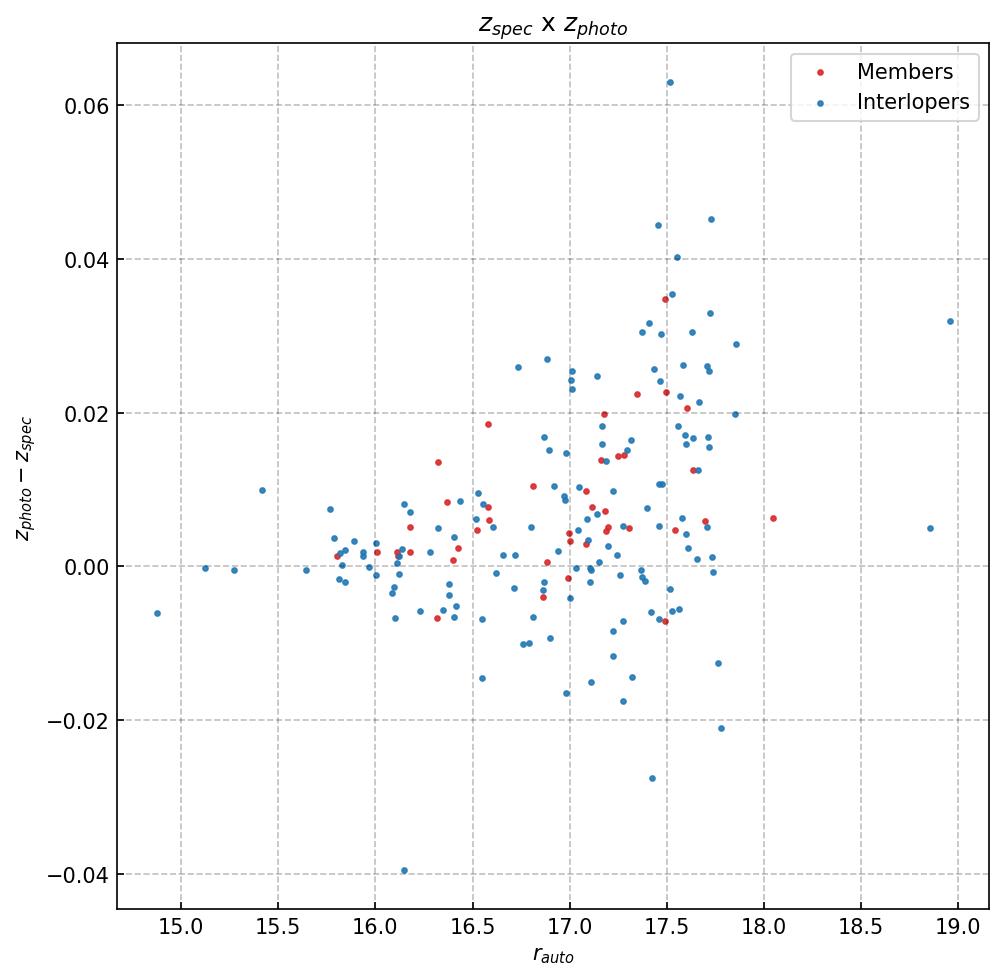 z_spec x z_photo
Members
Interlopers
0.06
0.04
0.02
0.00
−0.02
−0.04
z_photo − z_spec
15.0 15.5 16.0 16.5 17.0 17.5 18.0 18.5 19.0
r_auto